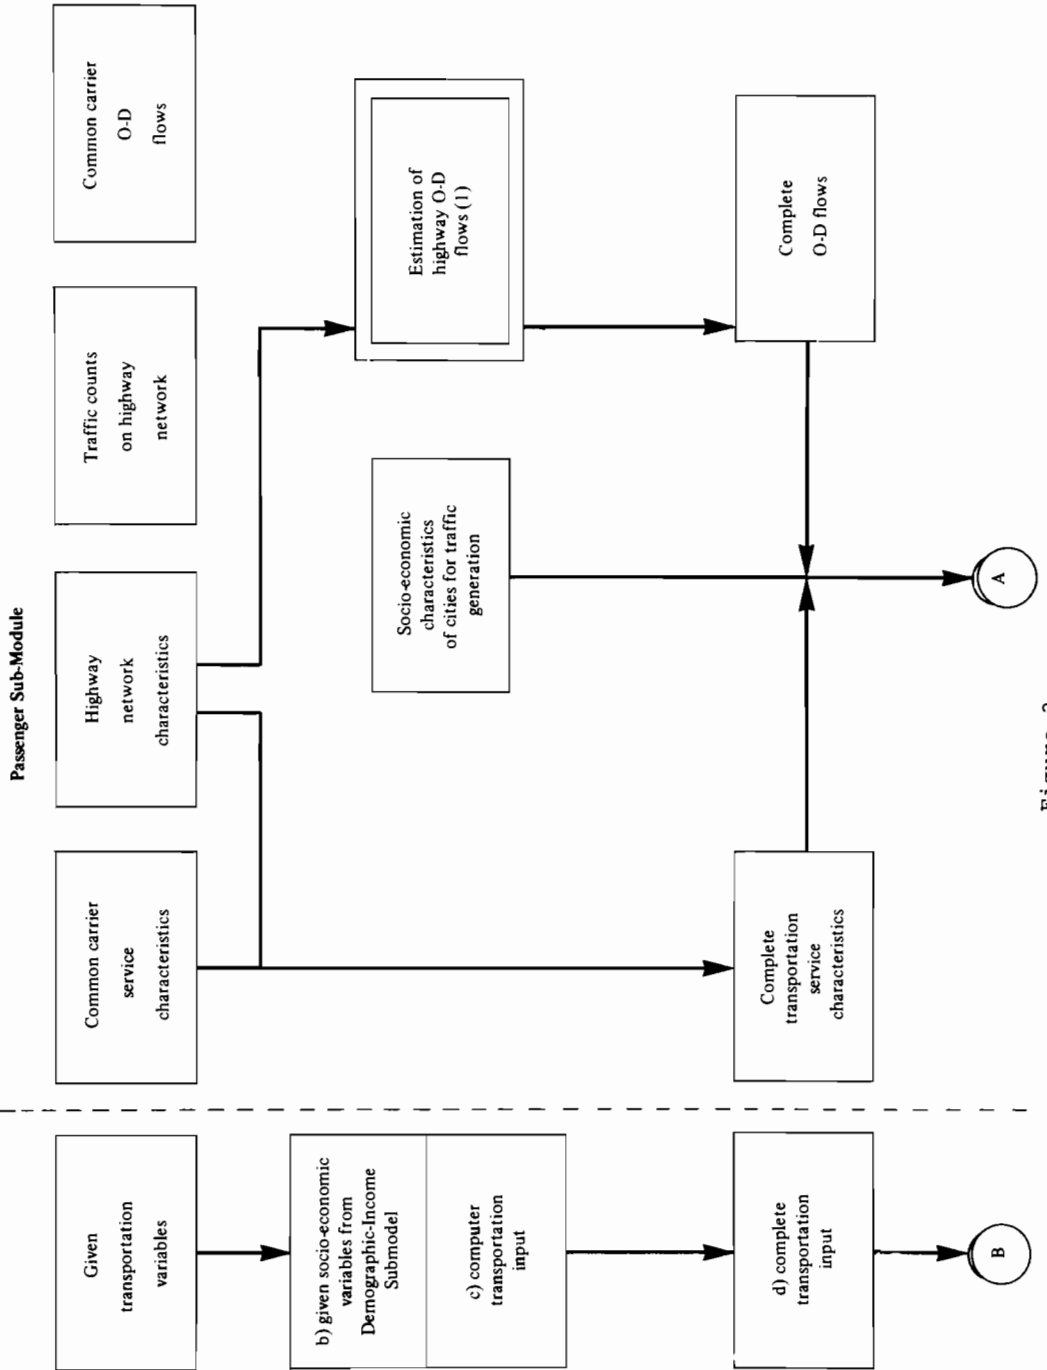 Passenger Sub-Module
Given
transportation
variables
Common carrier
service
characteristics
Highway
network
characteristics
Traffic counts
on highway
network
Common carrier
O-D
flows
b) given socio-economic
variables from
Demographic-Income
Submodel
c) computer
transportation
input
Socio-economic
characteristics
of cities for traffic
generation
Estimation of
highway O-D
flows (1)
d) complete
transportation
input
Complete
transportation
service
characteristics
Complete
O-D flows
B
A
Figure